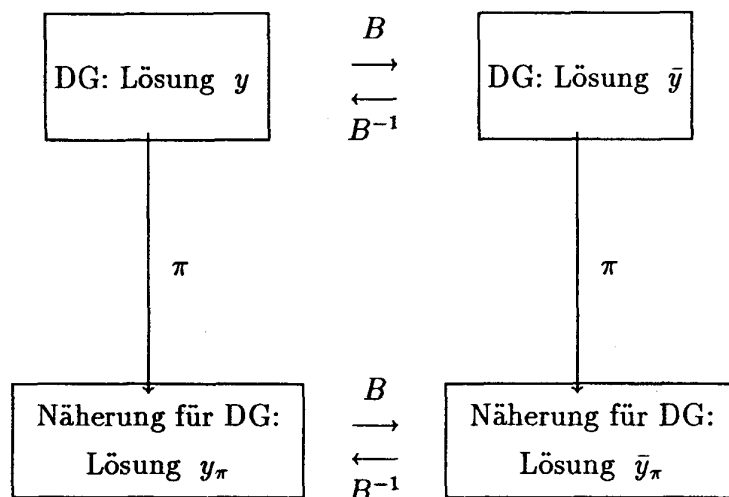 B
DG: Lösung y
DG: Lösung ȳ
B⁻¹
π
π
B
Näherung für DG:
Lösung y_π
Näherung für DG:
Lösung ȳ_π
B⁻¹